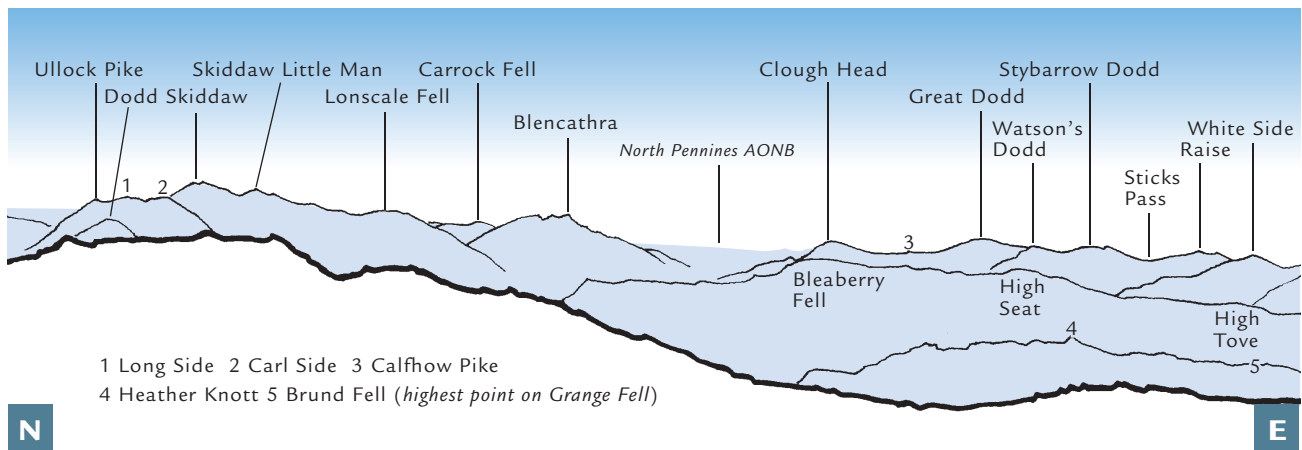 Ullock Pike
Dodd Skiddaw
Skiddaw Little Man
Lonscale Fell
Carrock Fell
Blencathra
North Pennines AONB
Clough Head
Great Dodd
Stybarrow Dodd
Watson's
Dodd
Sticks
Pass
White Side
Raise
1
2
3
Bleaberry
Fell
High
Seat
High
Tove
4
5
1 Long Side 2 Carl Side 3 Calfhow Pike
4 Heather Knott 5 Brund Fell (highest point on Grange Fell)
N
E